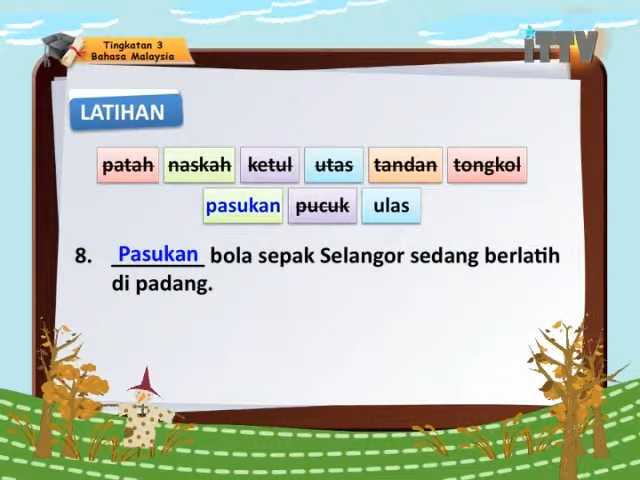 Tingkatan 3
Bahasa Malaysia
iTTV
LATIHAN
patah naskah ketul utas tandan tongkol
pasukan pucuk ulas
8. Pasukan bola sepak Selangor sedang berlatih
di padang.